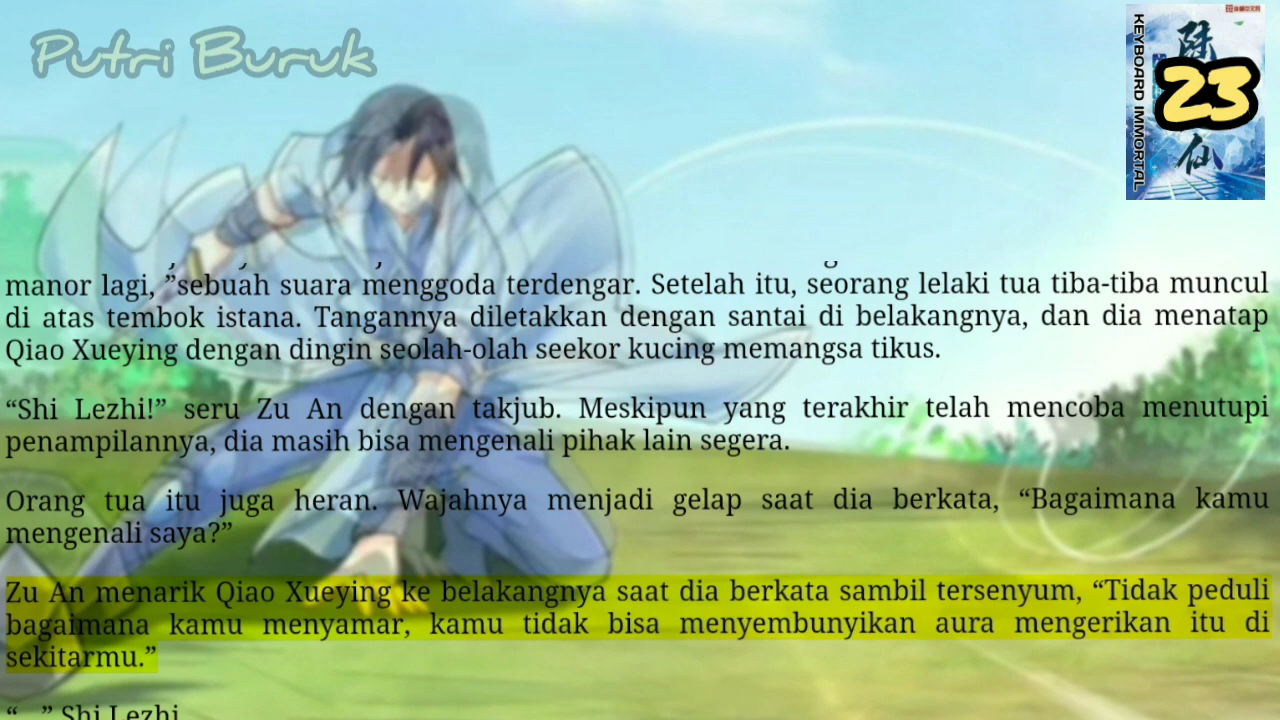 Putri Buruk
陆
23
仙
KEYBOARD IMMORTAL
manor lagi, ”sebuah suara menggoda terdengar. Setelah itu, seorang lelaki tua tiba-tiba muncul
di atas tembok istana. Tangannya diletakkan dengan santai di belakangnya, dan dia menatap
Qiao Xueying dengan dingin seolah-olah seekor kucing memangsa tikus.
“Shi Lezhi!” seru Zu An dengan takjub. Meskipun yang terakhir telah mencoba menutupi
penampilannya, dia masih bisa mengenali pihak lain segera.
Orang tua itu juga heran. Wajahnya menjadi gelap saat dia berkata, “Bagaimana kamu
mengenali saya?”
Zu An menarik Qiao Xueying ke belakangnya saat dia berkata sambil tersenyum, “Tidak peduli
bagaimana kamu menyamar, kamu tidak bisa menyembunyikan aura mengerikan itu di
sekitarmu.”
“…” Shi Lezhi